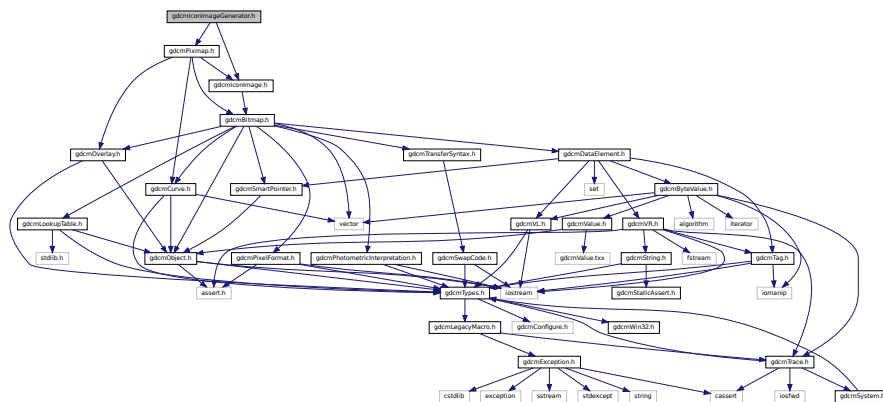 gdcmIconImageGenerator.h
gdcmPixmap.h
gdcmIconImage.h
gdcmBitmap.h
gdcmOverlay.h
gdcmTransferSyntax.h
gdcmDataElement.h
gdcmCurve.h
gdcmSmartPointer.h
set
gdcmByteValue.h
gdcmLookupTable.h
vector
gdcmVL.h
gdcmValue.h
gdcmVR.h
algorithm
iterator
stdlib.h
gdcmObject.h
gdcmPixelFormat.h
gdcmPhotometricInterpretation.h
gdcmSwapCode.h
gdcmValue.txx
gdcmString.h
fstream
gdcmTag.h
assert.h
gdcmTypes.h
iostream
gdcmStaticAssert.h
iomanip
gdcmLegacyMacro.h
gdcmConfigure.h
gdcmWin32.h
gdcmException.h
gdcmTrace.h
cstdlib
exception
sstream
stdexcept
string
cassert
iosfwd
gdcmSystem.h